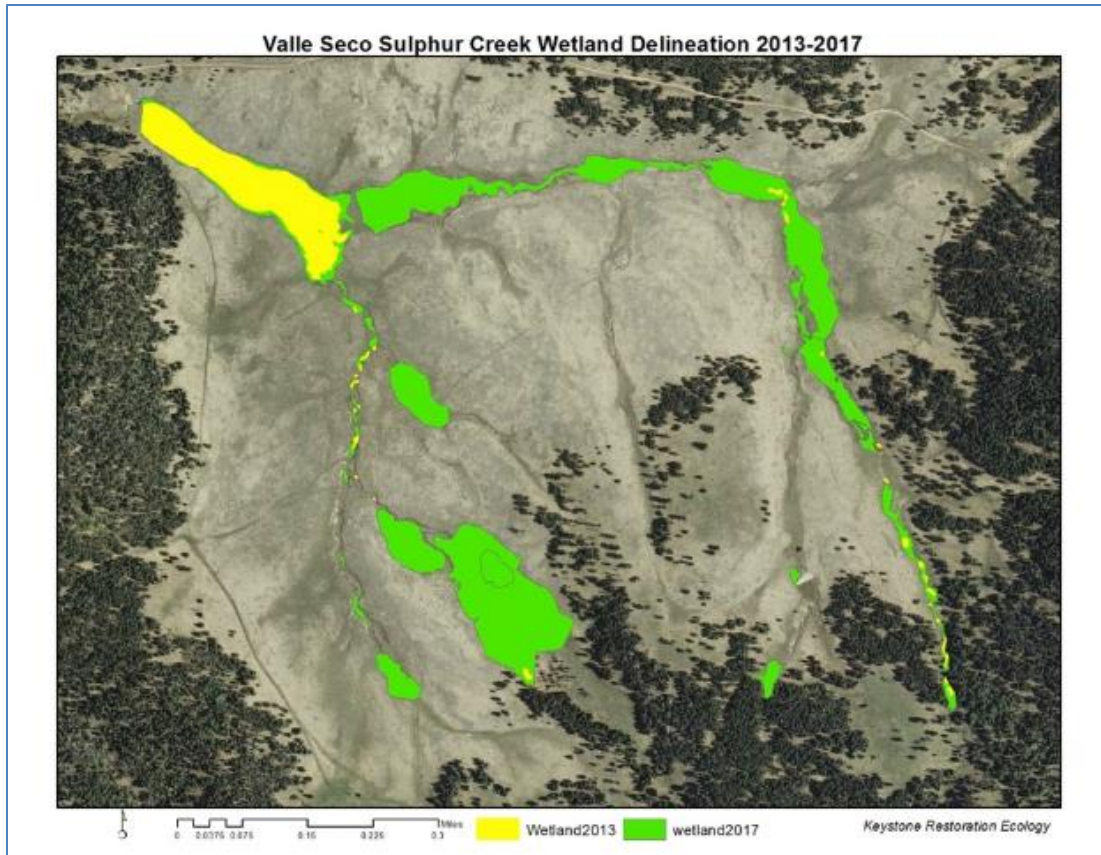 Valle Seco Sulphur Creek Wetland Delineation 2013-2017
0 0.0375 0.075 0.15 0.225 0.3 Miles
Wetland2013
wetland2017
Keystone Restoration Ecology